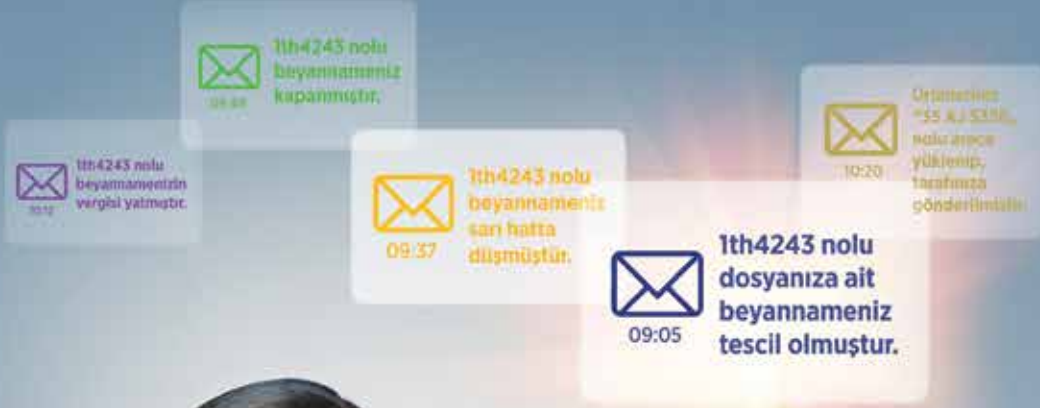 1th4243 nolu
beyannameniz
kapanmıştır.
1th4243 nolu
beyannamenizin
vergisi yatmıştır.
1th4243 nolu
beyannameniz
sarı hatta
düşmüştür.
09:37
1th4243 nolu
dosyanıza ait
beyannameniz
tescil olmuştur.
09:05
nolu araca
yüklenip,
tarafınıza
gönderilmiştir.
10:20